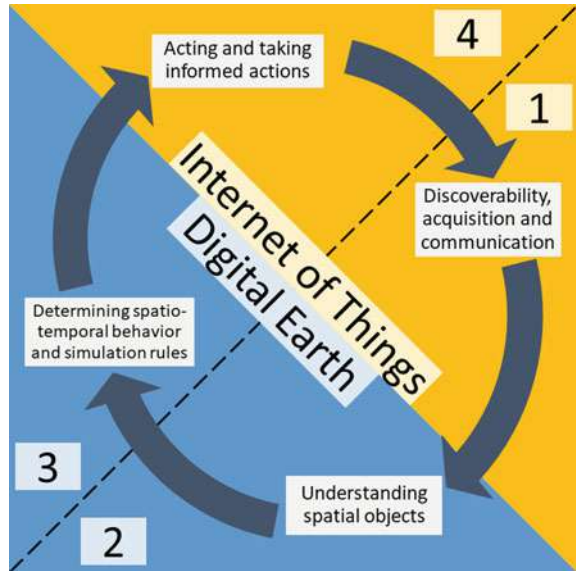 Acting and taking
informed actions
4
1
Discoverability,
acquisition and
communication
Internet of Things
Digital Earth
Determining spatio-
temporal behavior
and simulation rules
3
2
Understanding
spatial objects